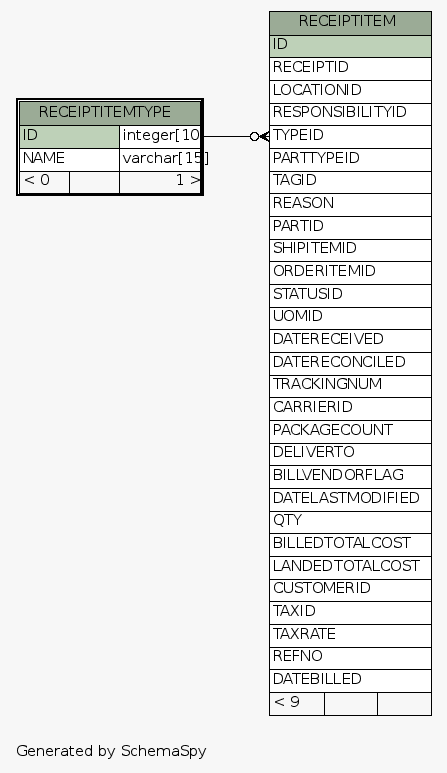 RECEIPTITEMTYPE
ID integer[10
NAME varchar[15]
< 0 1 >
RECEIPTITEM
ID
RECEIPTID
LOCATIONID
RESPONSIBILITYID
TYPEID
PARTTYPEID
TAGID
REASON
PARTID
SHIPITEMID
ORDERITEMID
STATUSID
UOMID
DATERECEIVED
DATERECONCILED
TRACKINGNUM
CARRIERID
PACKAGECOUNT
DELIVERTO
BILLVENDORFLAG
DATELASTMODIFIED
QTY
BILLEDTOTALCOST
LANDEDTOTALCOST
CUSTOMERID
TAXID
TAXRATE
REFNO
DATEBILLED
< 9
Generated by SchemaSpy